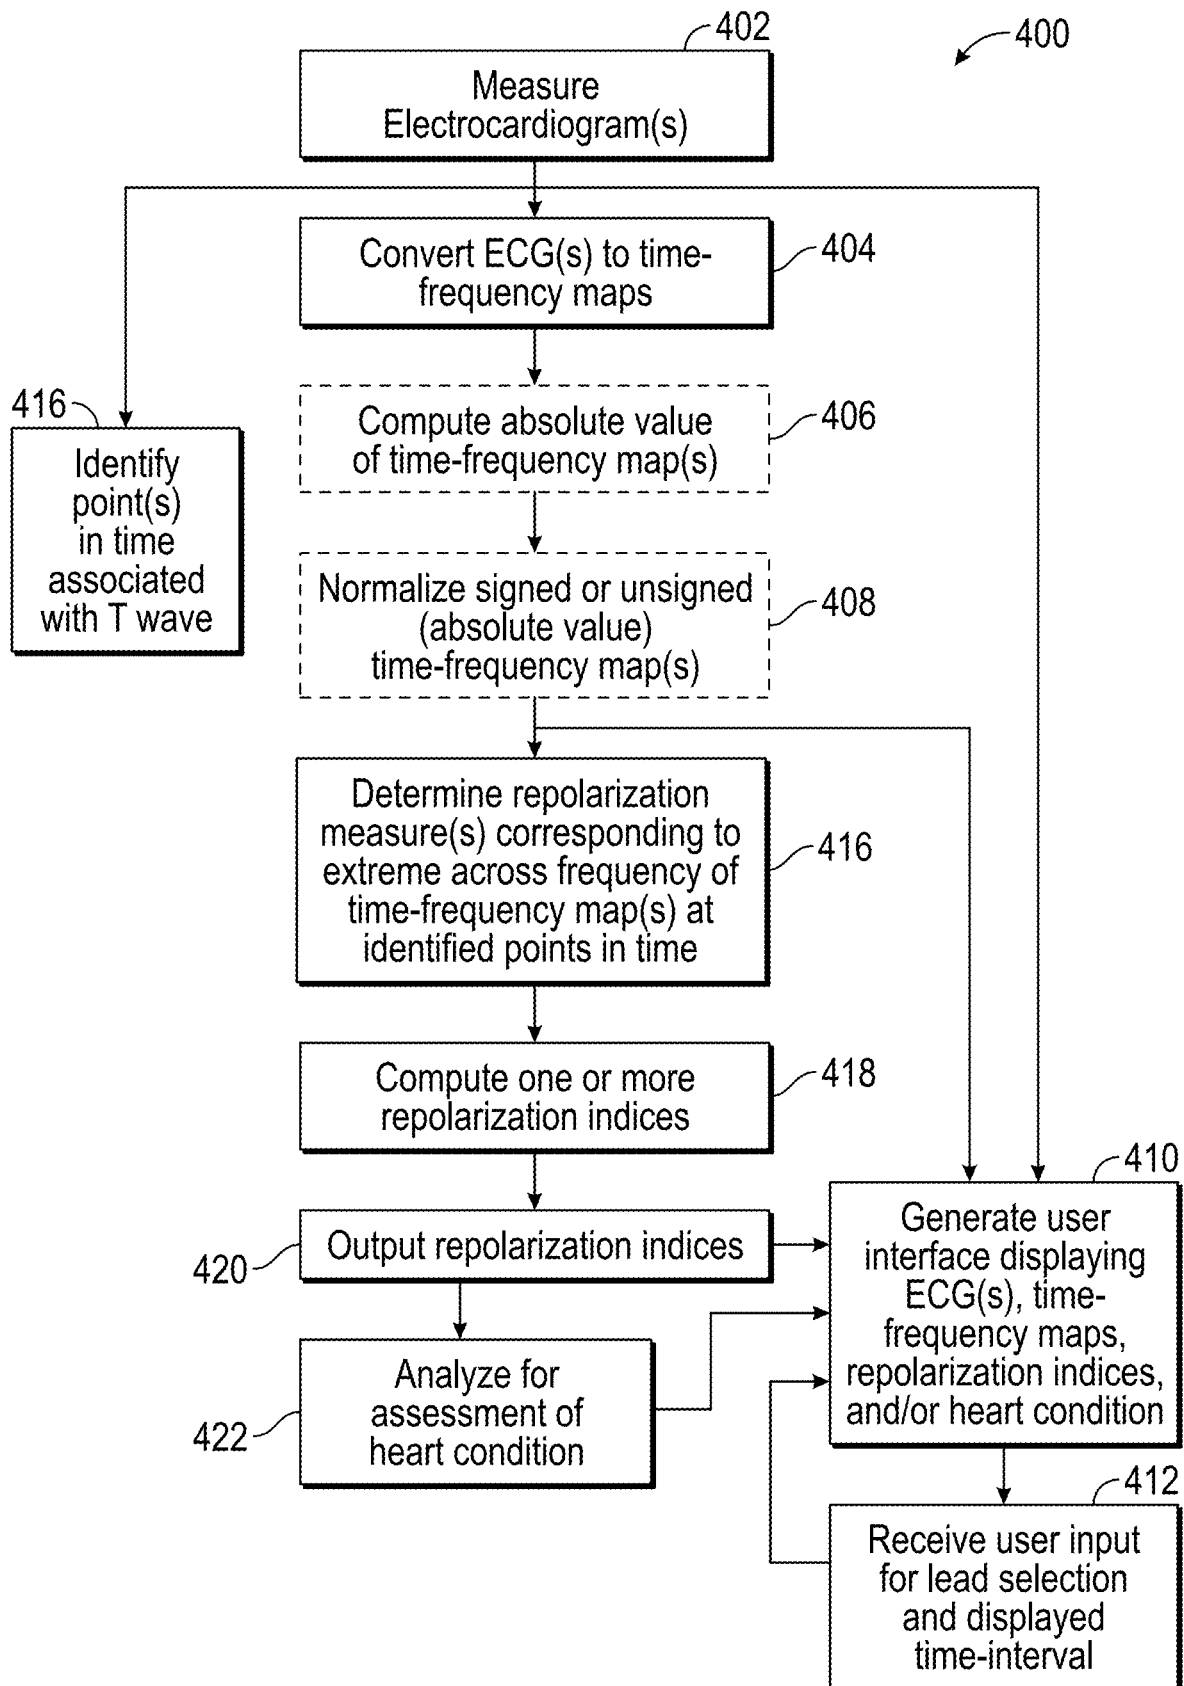 402
400
Measure
Electrocardiogram(s)
Convert ECG(s) to time-
frequency maps
404
416
Identify
point(s)
in time
associated
with T wave
Compute absolute value
of time-frequency map(s)
406
Normalize signed or unsigned
(absolute value)
time-frequency map(s)
408
Determine repolarization
measure(s) corresponding to
extreme across frequency of
time-frequency map(s) at
identified points in time
416
Compute one or more
repolarization indices
418
Output repolarization indices
420
Analyze for
assessment of
heart condition
422
410
Generate user
interface displaying
ECG(s), time-
frequency maps,
repolarization indices,
and/or heart condition
412
Receive user input
for lead selection
and displayed
time-interval